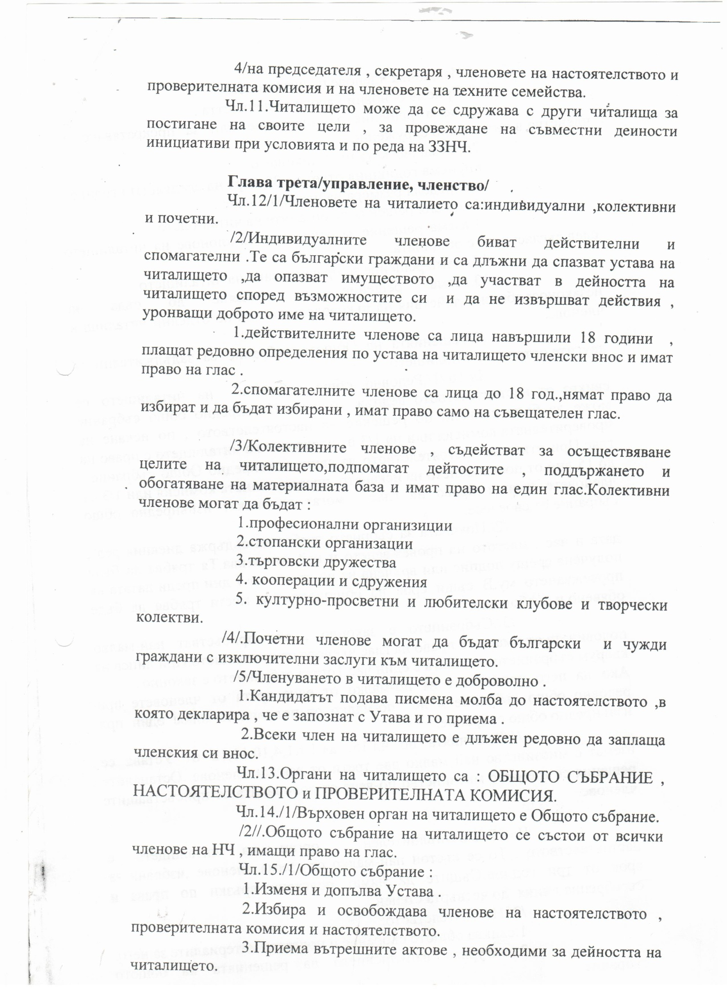 4/на председателя , секретаря , членовете на настоятелството и
проверителната комисия и на членовете на техните семейства.
Чл.11.Читалището може да се сдружава с други читалища за
постигане на своите цели , за провеждане на съвместни деиности
инициативи при условията и по реда на ЗЗНЧ.
Глава трета/управление, членство/
Чл.12/1/Членовете на читалието са:индивидуални ,колективни
и почетни.
/2/Индивидуалните членове биват действителни и
спомагателни .Те са български граждани и са длъжни да спазват устава на
читалището ,да опазват имуществото ,да участват в дейността на
читалището според възможностите си и да не извършват действия ,
уронващи доброто име на читалището.
1.действителните членове са лица навършили 18 години ,
плащат редовно определения по устава на читалището членски внос и имат
право на глас .
2.спомагателните членове са лица до 18 год.,нямат право да
избират и да бъдат избирани , имат право само на съвещателен глас.
/3/Колективните членове , съдействат за осъществяване
целите на читалището,подпомагат дейтостите , поддържането и
обогатяване на материалната база и имат право на един глас.Колективни
членове могат да бъдат :
1.професионални организиции
2.стопански организации
3.търговски дружества
4. кооперации и сдружения
5. културно-просветни и любителски клубове и творчески
колектви.
/4/.Почетни членове могат да бъдат български и чужди
граждани с изключителни заслуги към читалището.
/5/Членуването в читалището е доброволно .
1.Кандидатът подава писмена молба до настоятелството ,в
която декларира , че е запознат с Утава и го приема .
2.Всеки член на читалището е длъжен редовно да заплаща
членския си внос.
Чл.13.Органи на читалището са : ОБЩОТО СЪБРАНИЕ ,
НАСТОЯТЕЛСТВОТО и ПРОВЕРИТЕЛНАТА КОМИСИЯ.
Чл.14./1/Върховен орган на читалището е Общото събрание.
/2//.Общото събрание на читалището се състои от всички
членове на НЧ , имащи право на глас.
Чл.15./1/Общото събрание :
1.Изменя и допълва Устава .
2.Избира и освобождава членове на настоятелството ,
проверителната комисия и настоятелството.
3.Приема вътрешните актове , необходими за дейността на
читалището.